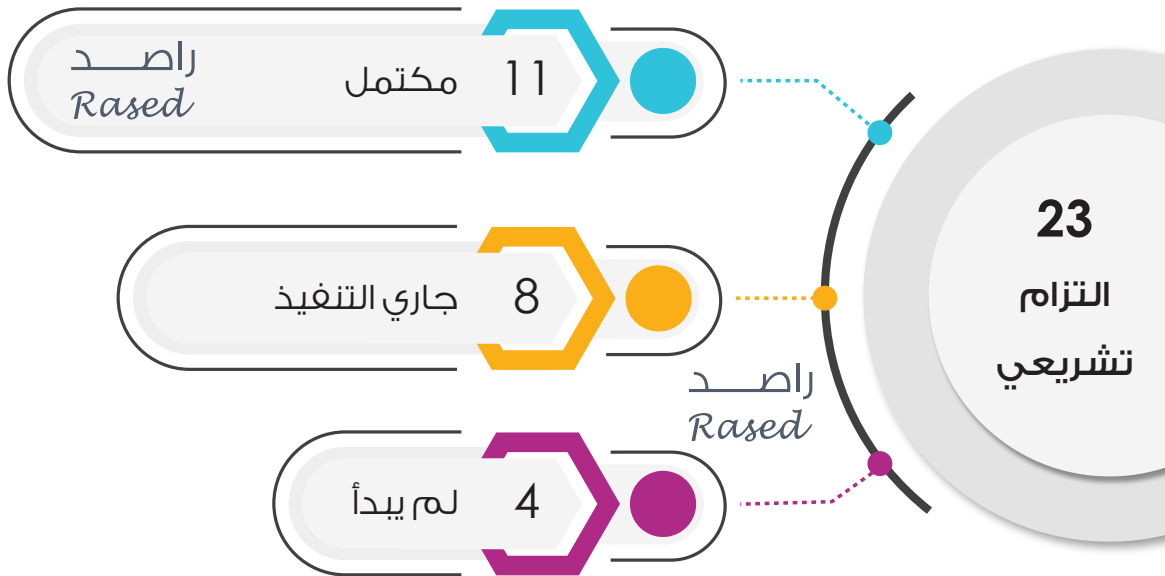 23
التزام
تشريعي
11 مكتمل
راصد
Rased
8 جاري التنفيذ
راصد
Rased
4 لم يبدأ